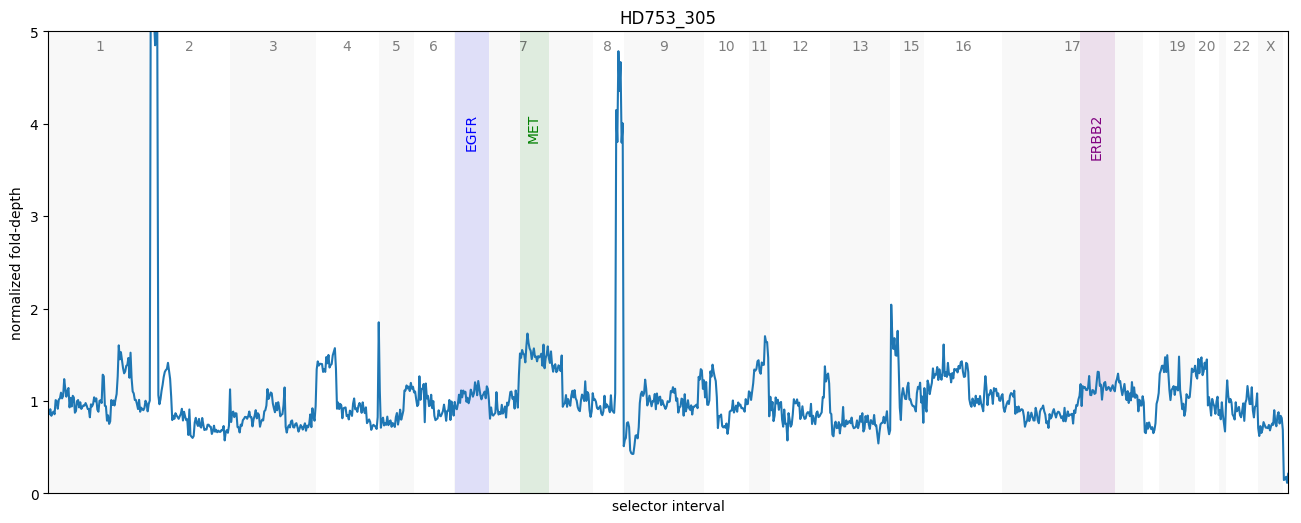 HD753_305
5
4
3
2
1
0
normalized fold-depth
1 2 3 4 5 6 7 8 9 10 11 12 13 15 16 17 19 20 22 X
EGFR
MET
ERBB2
selector interval